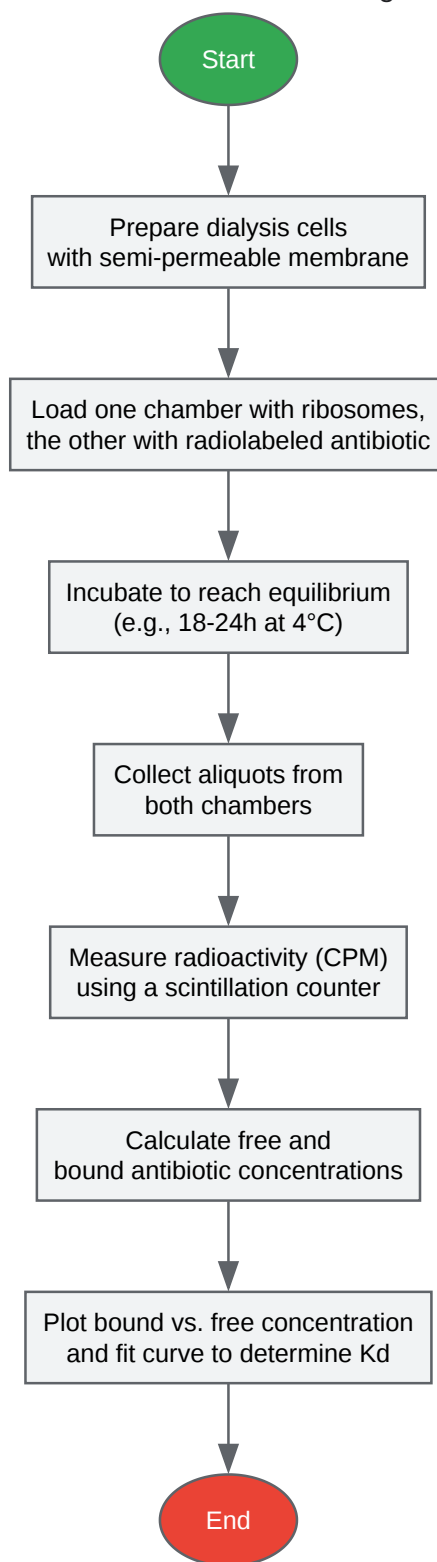 Start
Prepare dialysis cells
with semi-permeable membrane
Load one chamber with ribosomes,
the other with radiolabeled antibiotic
Incubate to reach equilibrium
(e.g., 18-24h at 4°C)
Collect aliquots from
both chambers
Measure radioactivity (CPM)
using a scintillation counter
Calculate free and
bound antibiotic concentrations
Plot bound vs. free concentration
and fit curve to determine Kd
End